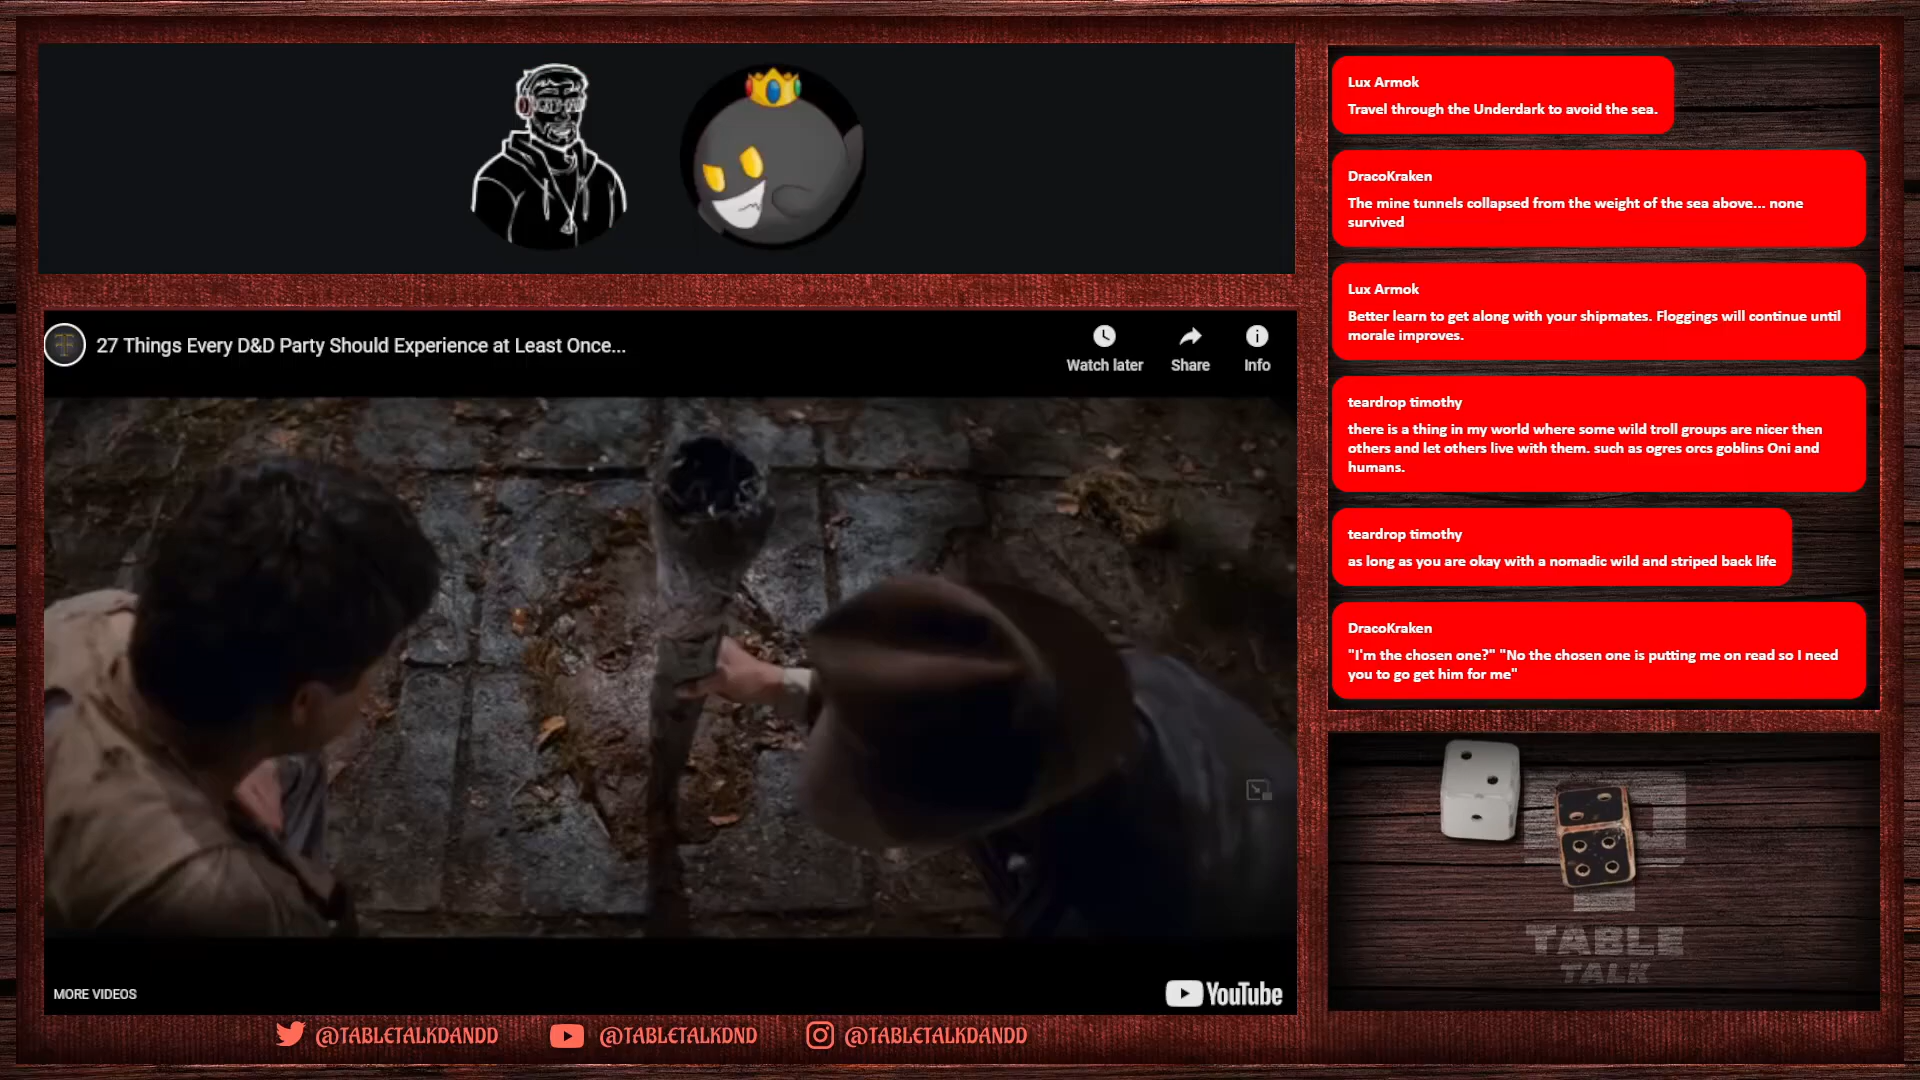 27 Things Every D&D Party Should Experience at Least Once...
Watch later
Share
Info
MORE VIDEOS
YouTube
@TABLETALKDANDD
@TABLETALKDND
@TABLETALKDANDD
Lux Armok
Travel through the Underdark to avoid the sea.
DracoKraken
The mine tunnels collapsed from the weight of the sea above... none
survived
Lux Armok
Better learn to get along with your shipmates. Floggings will continue until
morale improves.
teardrop timothy
there is a thing in my world where some wild troll groups are nicer then
others and let others live with them. such as ogres orcs goblins Oni and
humans.
teardrop timothy
as long as you are okay with a nomadic wild and striped back life
DracoKraken
"I'm the chosen one?" "No the chosen one is putting me on read so I need
you to go get him for me"
TABLE
TALK